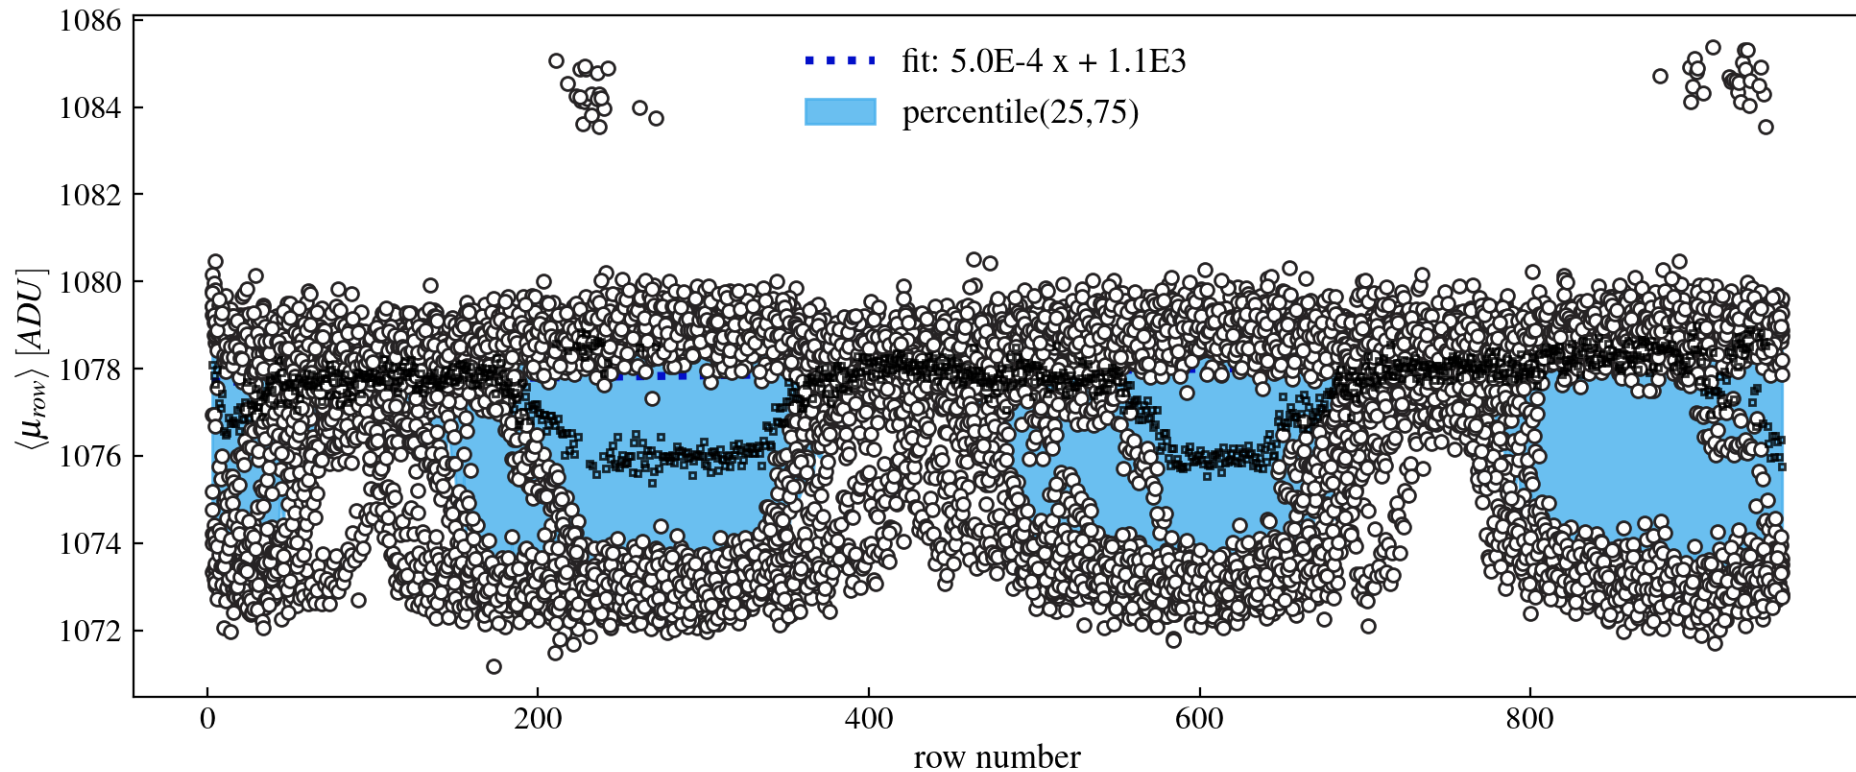 1086
1084
1082
1080
1078
1076
1074
1072
⟨μrow⟩ [ADU]
fit: 5.0E-4 x + 1.1E3
percentile(25,75)
0 200 400 600 800
row number